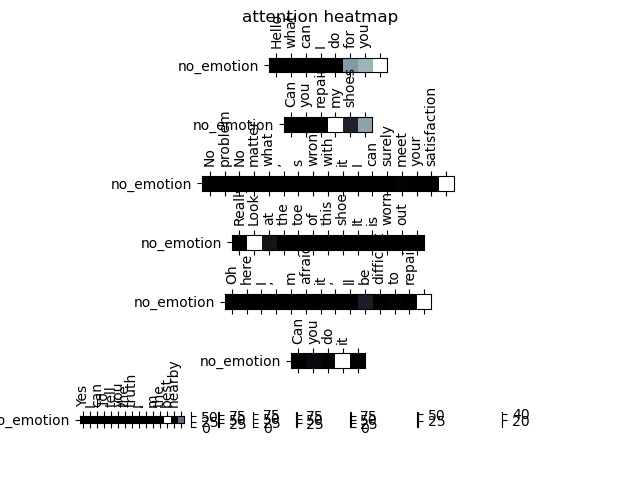 attention heatmap
Hello what can I do for you
no_emotion
Can you repair my shoes
no_emotion
No problem No matter what , s wrong with it I can surely meet your satisfaction
no_emotion
Really Look at the toe of this shoe It is worn out
no_emotion
Oh here I , m afraid it , ll be difficult to repair
no_emotion
Can you do it
no_emotion
Yes I can tell you the truth I m the best nearby
no_emotion
50 75 75 75 75 50 40
25 25 25 25 25 25 20
0 0 0